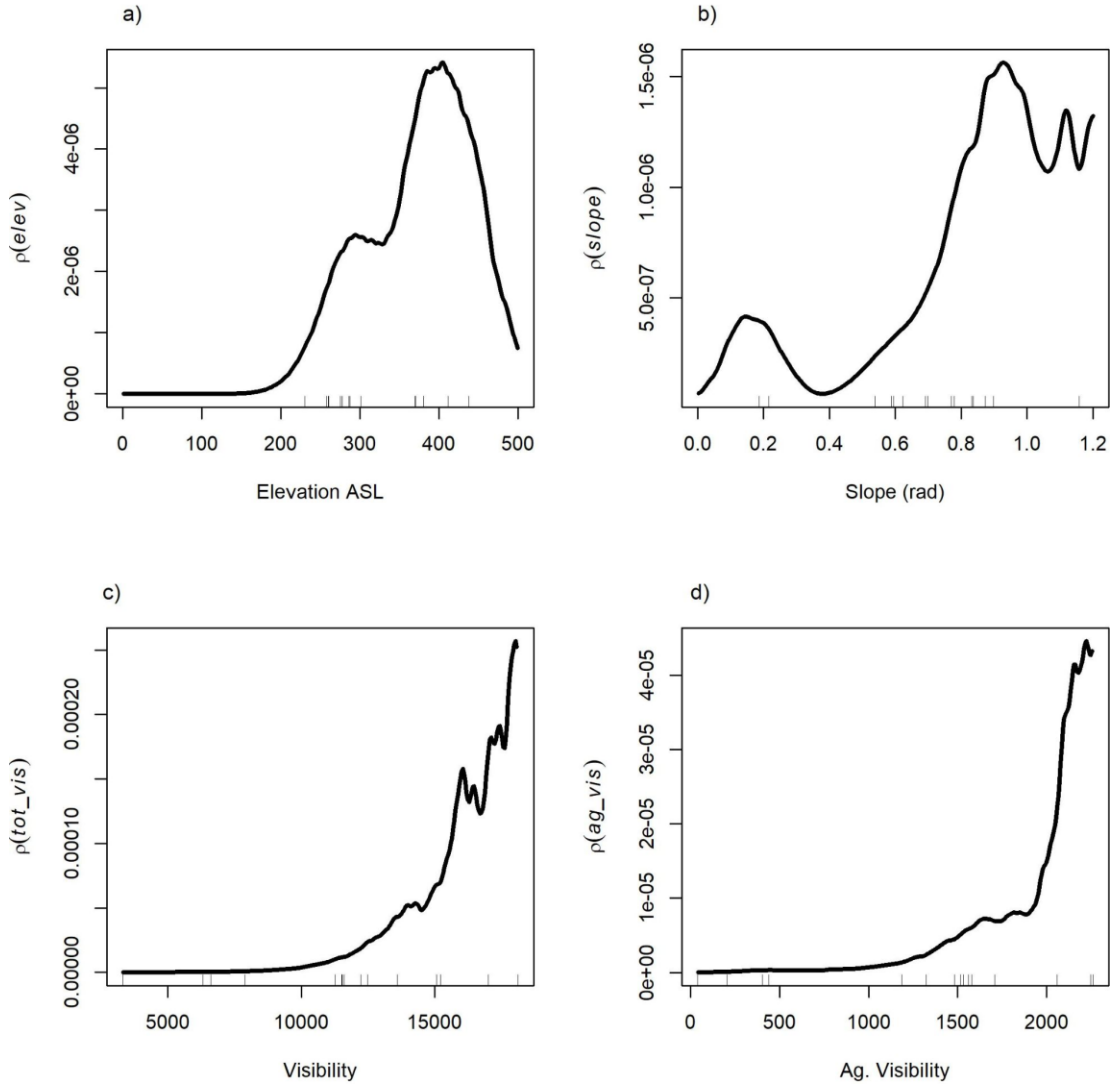 a)
ρ(elev)
0e+00 2e-06 4e-06
0 100 200 300 400 500
Elevation ASL
b)
ρ(slope)
5.0e-07 1.0e-06 1.5e-06
0.0 0.2 0.4 0.6 0.8 1.0 1.2
Slope (rad)
c)
ρ(tot_vis)
0.00000 0.00010 0.00020
5000 10000 15000
Visibility
d)
ρ(ag_vis)
0e+00 1e-05 2e-05 3e-05 4e-05
0 500 1000 1500 2000
Ag. Visibility